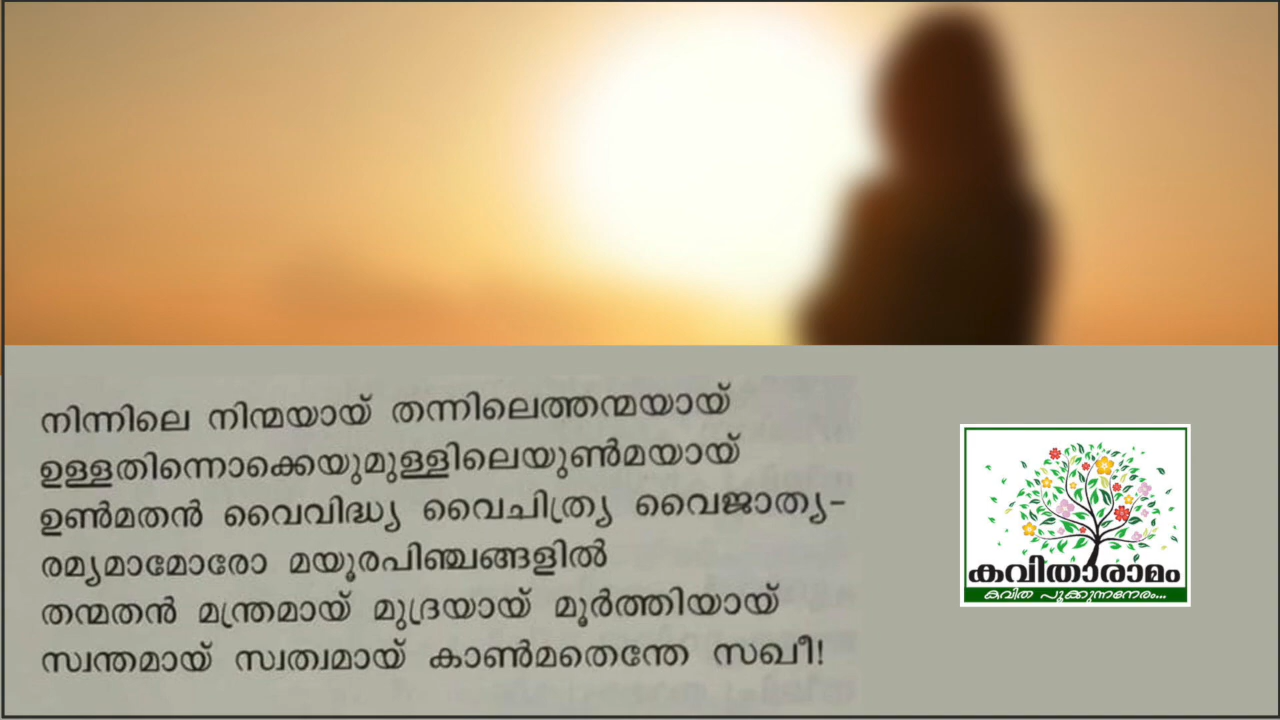 നിന്നിലെ നിന്മയായ് തന്നിലെത്തന്മയായ്
ഉള്ളതിന്നൊക്കെയുമുള്ളിലെയുൺമയായ്
ഉൺമതൻ വൈവിദ്ധ്യ വൈചിത്ര്യ വൈജാത്യ-
രമ്യമാമോരോ മയൂരപിഞ്ചങ്ങളിൽ
തന്മതൻ മന്ത്രമായ് മുദ്രയായ് മൂർത്തിയായ്
സ്വന്തമായ് സ്വത്വമായ് കാൺമതെന്തേ സഖീ!
കവിതാരാമം
കവിത പൂക്കുന്നനേരം...